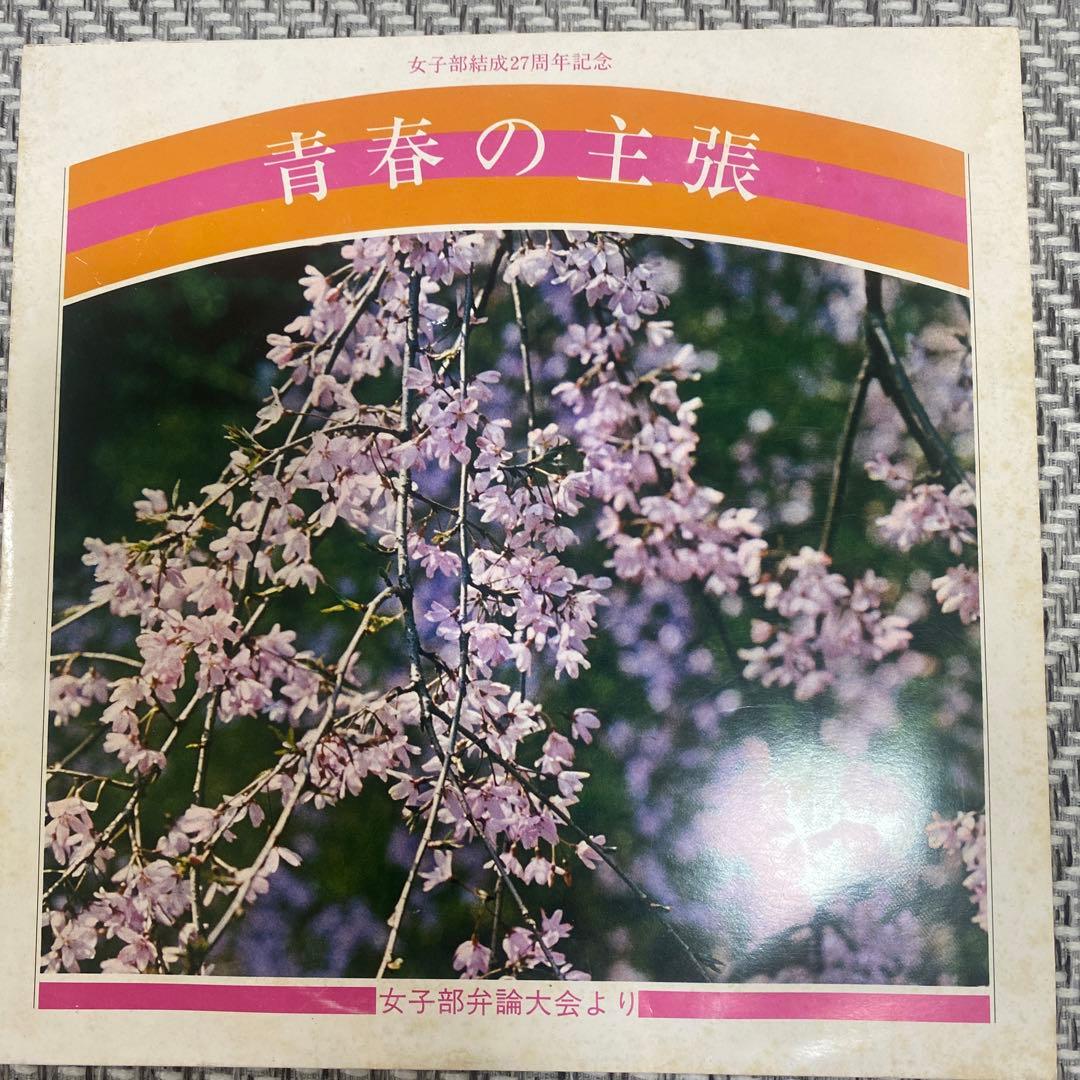 女子部結成27周年記念
青春の主張
女子部弁論大会より